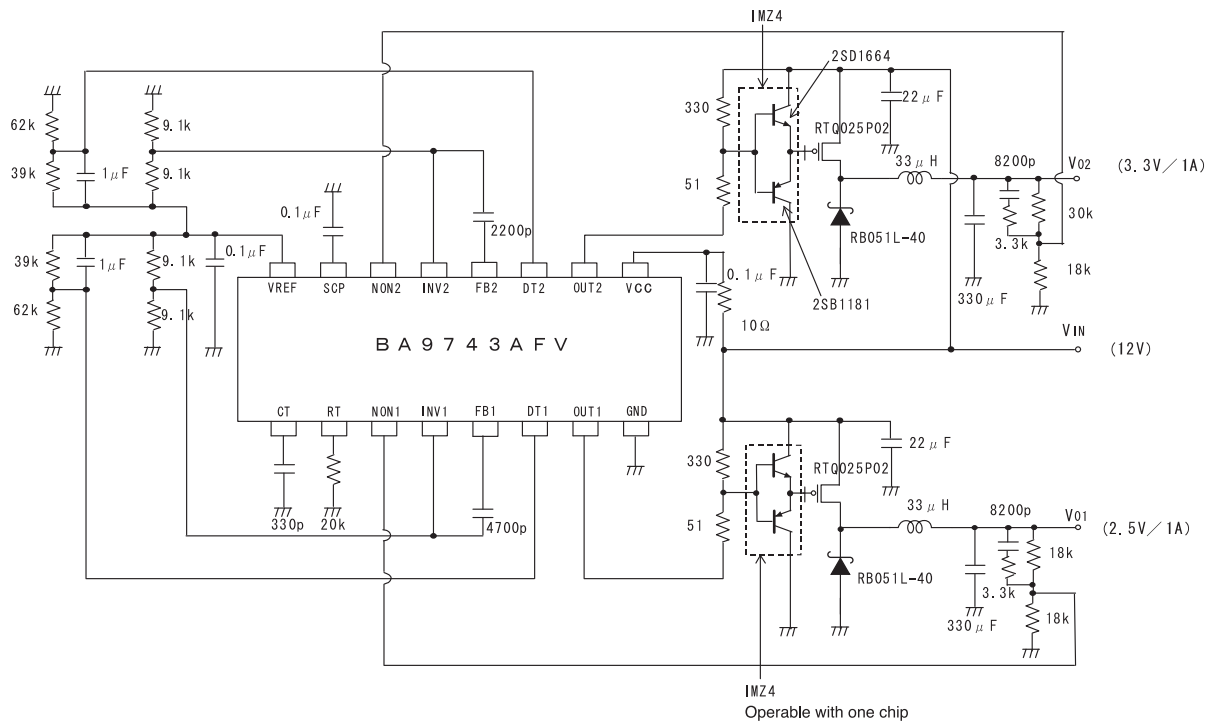 IMZ4
2SD1664
62k
9.1k
330
22μF
RTQ025P02
39k
1μF
9.1k
33μH
8200p
VO2
(3.3V/1A)
51
0.1μF
2200p
30k
RB051L-40
3.3k
39k
1μF
9.1k
0.1μF
0.1μF
18k
VREF
SCP
NON2
INV2
FB2
DT2
OUT2
VCC
2SB1181
330μF
62k
9.1k
10Ω
VIN
BA9743AFV
(12V)
CT
RT
NON1
INV1
FB1
DT1
OUT1
GND
22μF
330
RTQ025P02
33μH
8200p
VO1
330p
20k
4700p
51
(2.5V/1A)
18k
RB051L-40
3.3k
330μF
18k
IMZ4
Operable with one chip